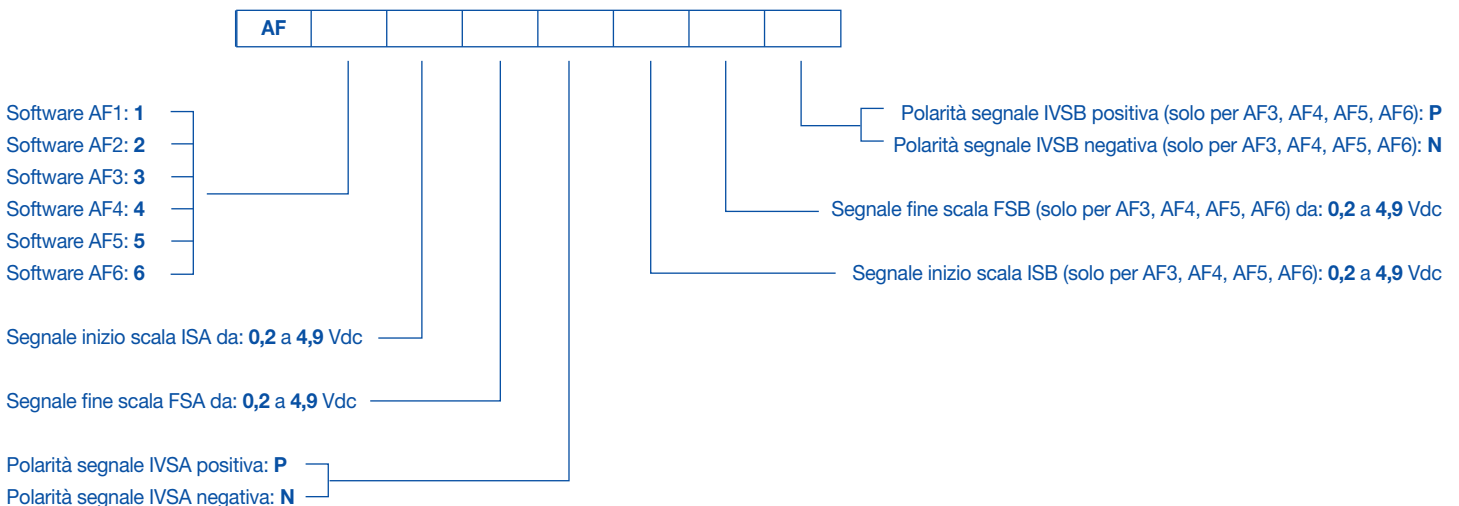 AF
Software AF1: 1
Software AF2: 2
Software AF3: 3
Software AF4: 4
Software AF5: 5
Software AF6: 6
Segnale inizio scala ISA da: 0,2 a 4,9 Vdc
Segnale fine scala FSA da: 0,2 a 4,9 Vdc
Polarità segnale IVSA positiva: P
Polarità segnale IVSA negativa: N
Polarità segnale IVSB positiva (solo per AF3, AF4, AF5, AF6): P
Polarità segnale IVSB negativa (solo per AF3, AF4, AF5, AF6): N
Segnale fine scala FSB (solo per AF3, AF4, AF5, AF6) da: 0,2 a 4,9 Vdc
Segnale inizio scala ISB (solo per AF3, AF4, AF5, AF6): 0,2 a 4,9 Vdc